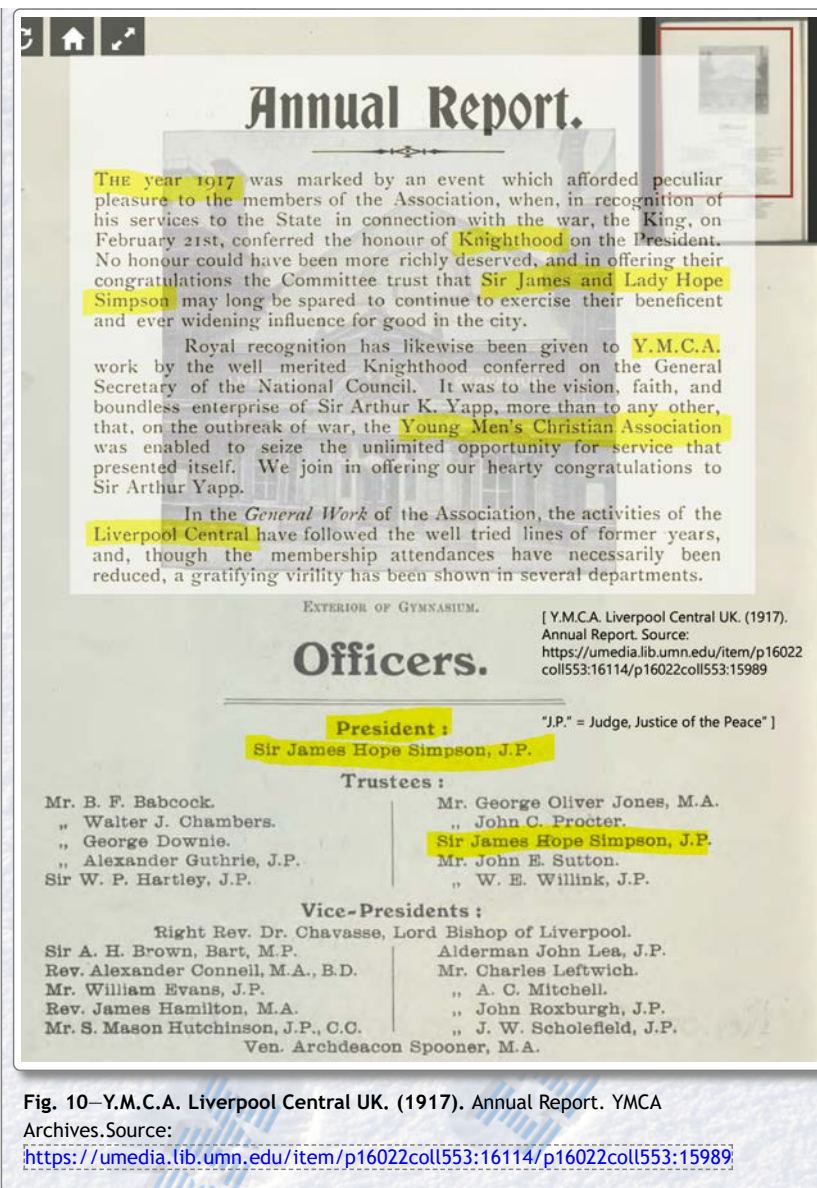 Annual Report.
THE year 1917 was marked by an event which afforded peculiar
pleasure to the members of the Association, when, in recognition of
his services to the State in connection with the war, the King, on
February 21st, conferred the honour of Knighthood on the President.
No honour could have been more richly deserved, and in offering their
congratulations the Committee trust that Sir James and Lady Hope
Simpson may long be spared to continue to exercise their beneficent
and ever widening influence for good in the city.
Royal recognition has likewise been given to Y.M.C.A.
work by the well merited Knighthood conferred on the General
Secretary of the National Council. It was to the vision, faith, and
boundless enterprise of Sir Arthur K. Yapp, more than to any other,
that, on the outbreak of war, the Young Men's Christian Association
was enabled to seize the unlimited opportunity for service that
presented itself. We join in offering our hearty congratulations to
Sir Arthur Yapp.
In the General Work of the Association, the activities of the
Liverpool Central have followed the well tried lines of former years,
and, though the membership attendances have necessarily been
reduced, a gratifying virility has been shown in several departments.
EXTERIOR OF GYMNASIUM.
[ Y.M.C.A. Liverpool Central UK. (1917).
Annual Report. Source:
https://umedia.lib.umn.edu/item/p16022
coll553:16114/p16022coll553:15989
"J.P." = Judge, Justice of the Peace" ]
Officers.
President :
Sir James Hope Simpson, J.P.
Trustees :
Mr. B. F. Babcock.
„ Walter J. Chambers.
„ George Downie.
„ Alexander Guthrie, J.P.
Sir W. P. Hartley, J.P.
Mr. George Oliver Jones, M.A.
„ John C. Procter.
Sir James Hope Simpson, J.P.
Mr. John E. Sutton.
„ W. E. Willink, J.P.
Vice-Presidents :
Right Rev. Dr. Chavasse, Lord Bishop of Liverpool.
Sir A. H. Brown, Bart, M.P.
Rev. Alexander Connell, M.A., B.D.
Mr. William Evans, J.P.
Rev. James Hamilton, M.A.
Mr. S. Mason Hutchinson, J.P., C.C.
Alderman John Lea, J.P.
Mr. Charles Leftwich.
„ A. C. Mitchell.
„ John Roxburgh, J.P.
„ J. W. Scholefield, J.P.
Ven. Archdeacon Spooner, M.A.
Fig. 10—Y.M.C.A. Liverpool Central UK. (1917). Annual Report. YMCA
Archives.Source:
https://umedia.lib.umn.edu/item/p16022coll553:16114/p16022coll553:15989